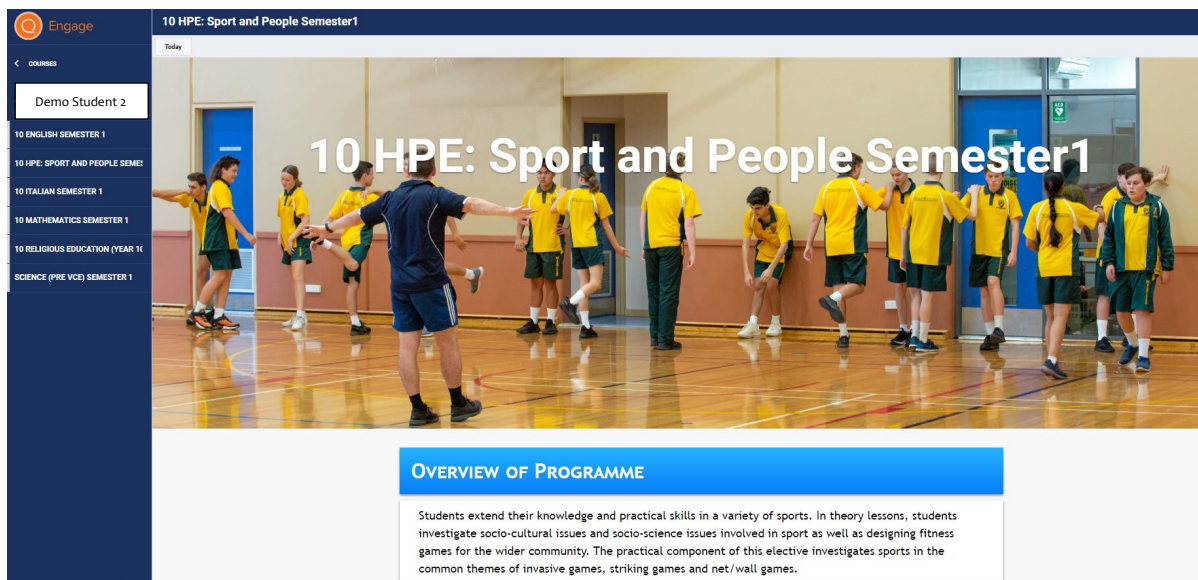 Engage
10 HPE: Sport and People Semester1
Today
COURSES
Demo Student 2
10 ENGLISH SEMESTER 1
10 HPE: SPORT AND PEOPLE SEMES
10 ITALIAN SEMESTER 1
10 MATHEMATICS SEMESTER 1
10 RELIGIOUS EDUCATION (YEAR 10
SCIENCE (PRE VCE) SEMESTER 1
AED
10 HPE: Sport and People Semester1
OVERVIEW OF PROGRAMME
Students extend their knowledge and practical skills in a variety of sports. In theory lessons, students
investigate socio-cultural issues and socio-science issues involved in sport as well as designing fitness
games for the wider community. The practical component of this elective investigates sports in the
common themes of invasive games, striking games and net/wall games.